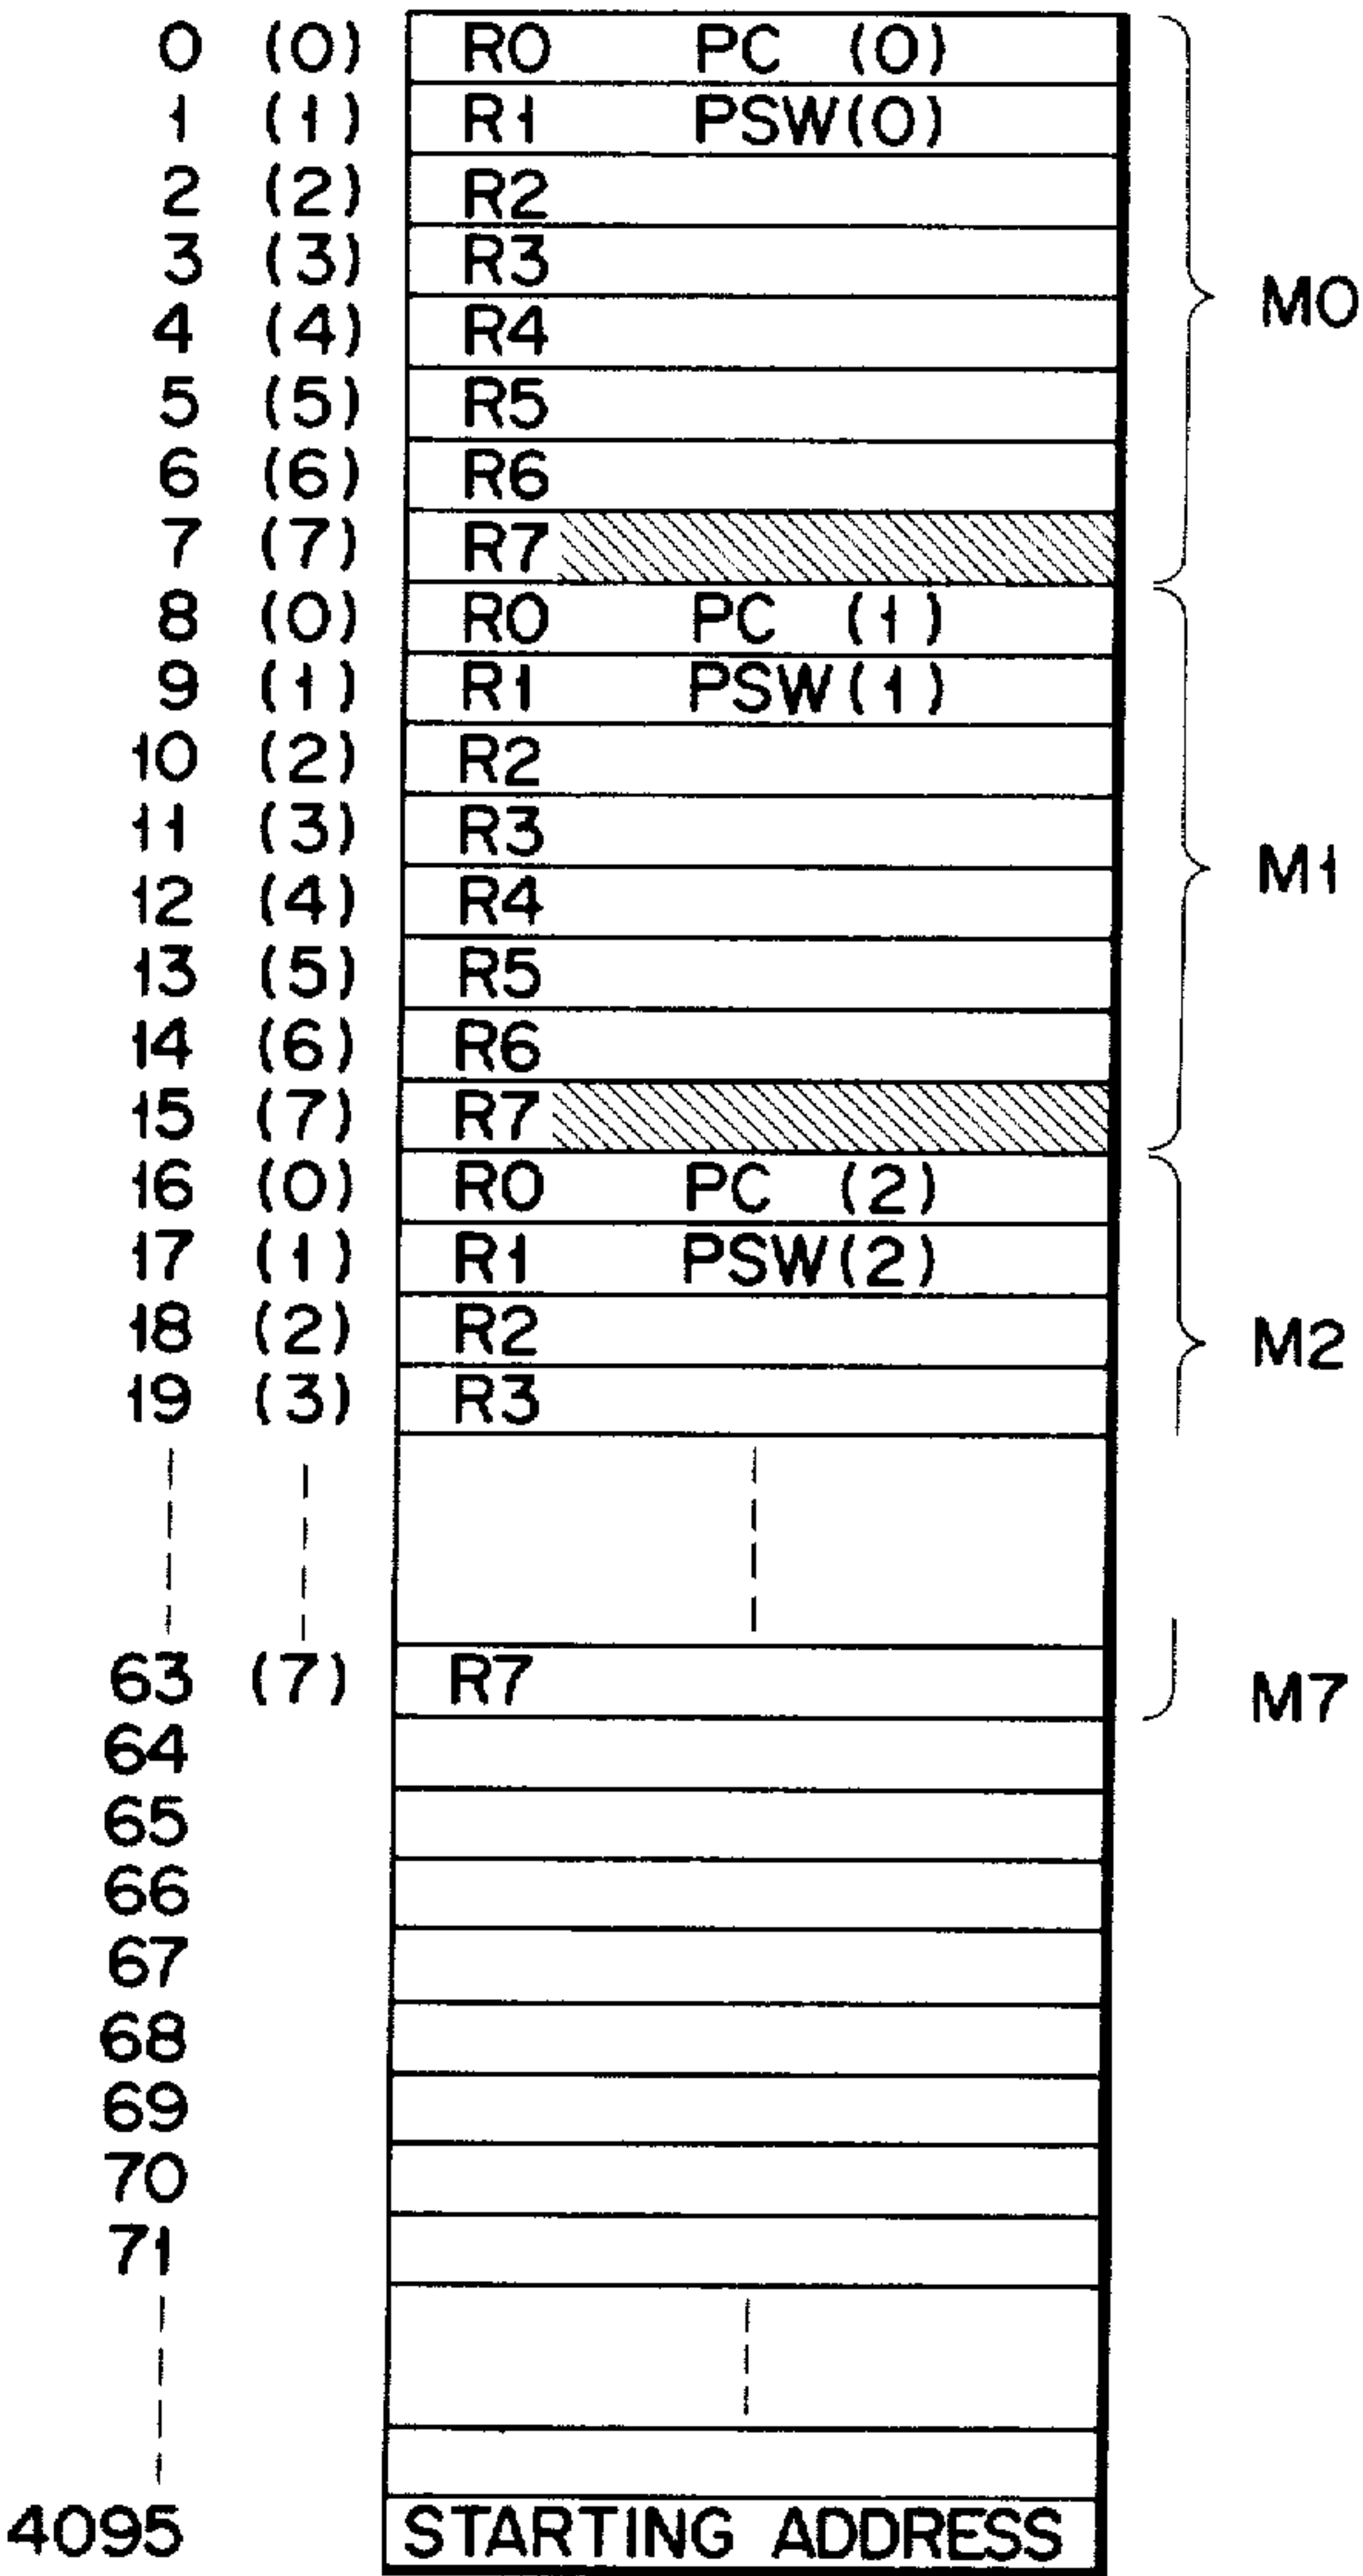 0 (0) R0 PC (0)
1 (1) R1 PSW(0)
2 (2) R2
3 (3) R3
4 (4) R4 M0
5 (5) R5
6 (6) R6
7 (7) R7
8 (0) R0 PC (1)
9 (1) R1 PSW(1)
10 (2) R2
11 (3) R3
12 (4) R4 M1
13 (5) R5
14 (6) R6
15 (7) R7
16 (0) R0 PC (2)
17 (1) R1 PSW(2)
18 (2) R2 M2
19 (3) R3
63 (7) R7 M7
64
65
66
67
68
69
70
71
4095 STARTING ADDRESS